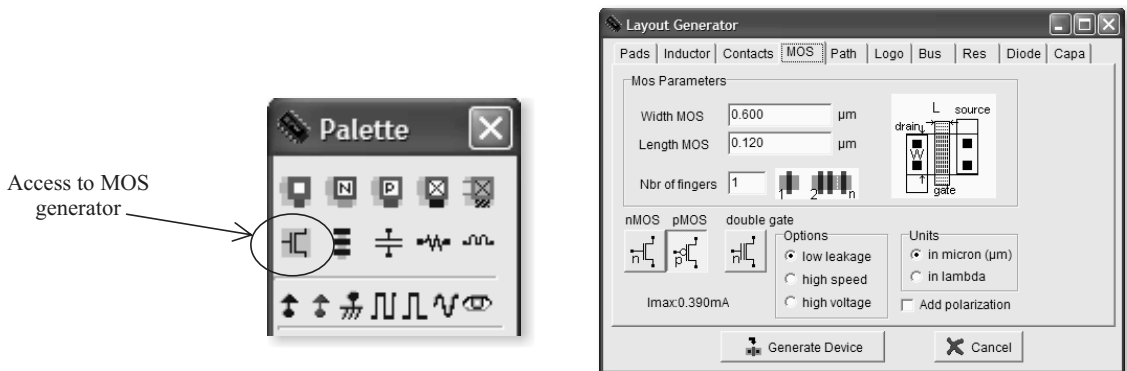 Access to MOS
generator
Palette
N P
Layout Generator
Pads Inductor Contacts MOS Path Logo Bus Res Diode Capa
Mos Parameters
Width MOS 0.600 µm
Length MOS 0.120 µm
Nbr of fingers 1
1 2 n
L source
drain
W
gate
nMOS pMOS double gate
n p n
Options
low leakage
high speed
high voltage
Units
in micron (µm)
in lambda
Imax:0.390mA
Add polarization
Generate Device Cancel